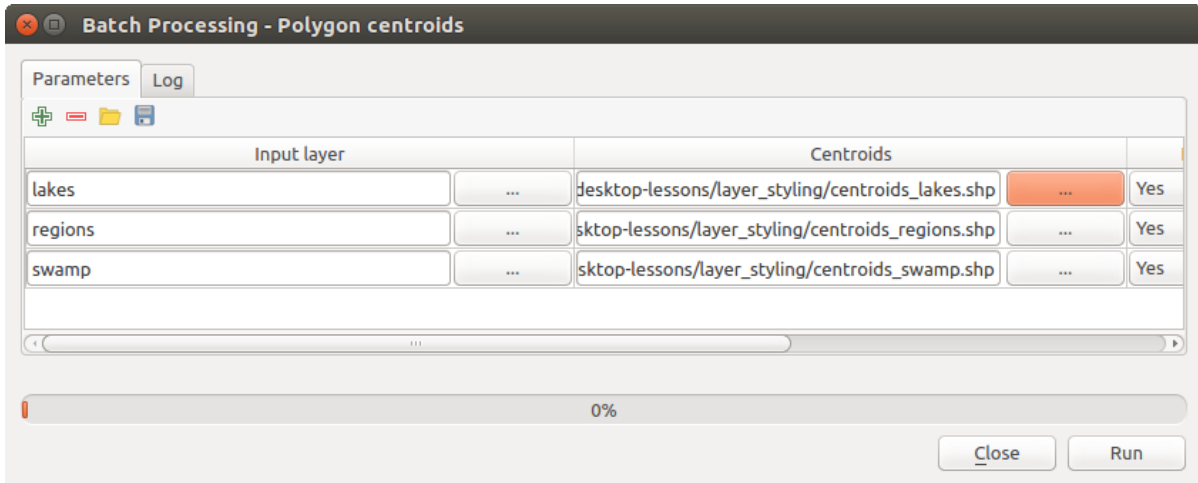 Batch Processing - Polygon centroids
Parameters Log
Input layer Centroids
lakes ... desktop-lessons/layer_styling/centroids_lakes.shp ... Yes
regions ... sktop-lessons/layer_styling/centroids_regions.shp ... Yes
swamp ... sktop-lessons/layer_styling/centroids_swamp.shp ... Yes
0%
Close Run